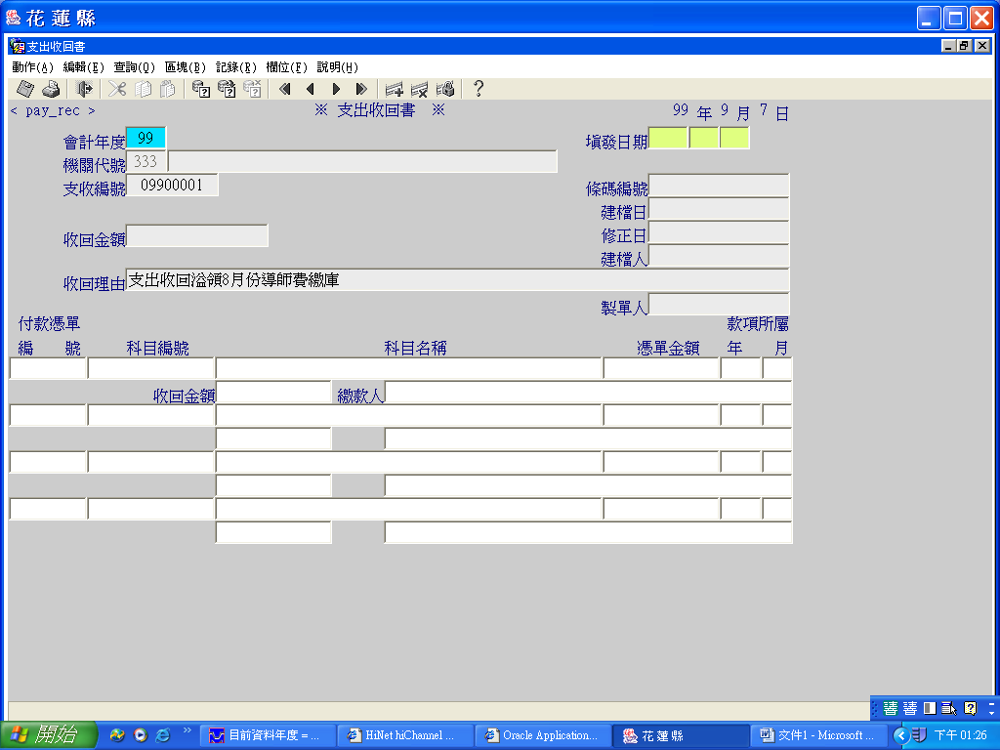 花 蓮 縣
支出收回書
動作(A) 編輯(E) 查詢(Q) 區塊(B) 記錄(R) 欄位(F) 說明(H)
< pay_rec > ※ 支出收回書 ※ 99 年 9 月 7 日
會計年度 99 填發日期
機關代號 333
支收編號 09900001 條碼編號
建檔日
收回金額 修正日
建檔人
收回理由 支出收回溢領8月份導師費繳庫
製單人
付款憑單 款項所屬
編 號 科目編號 科目名稱 憑單金額 年 月
收回金額 繳款人
開始 目前資料年度 =... HiNet hiChannel ... Oracle Application... 花 蓮 縣 文件1 - Microsoft ... 下午 01:26